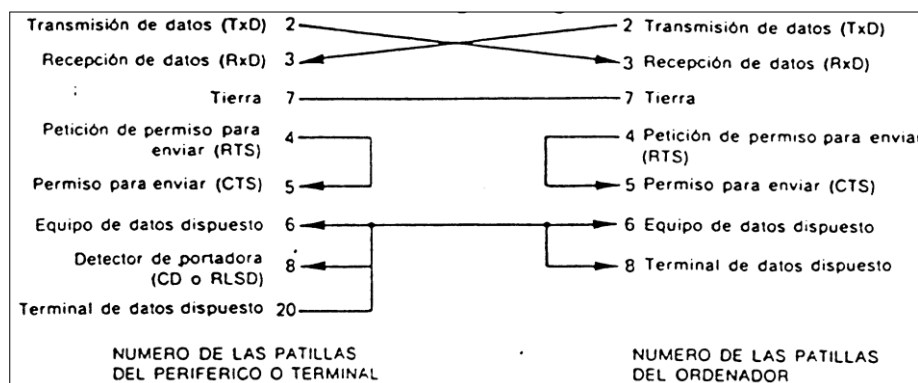 Transmisión de datos (TxD) 2
2 Transmisión de datos (TxD)
Recepción de datos (RxD) 3
3 Recepción de datos (RxD)
Tierra 7
7 Tierra
Petición de permiso para
enviar (RTS) 4
4 Petición de permiso para enviar
(RTS)
Permiso para enviar (CTS) 5
5 Permiso para enviar (CTS)
Equipo de datos dispuesto 6
6 Equipo de datos dispuesto
Detector de portadora
(CD o RLSD) 8
8 Terminal de datos dispuesto
Terminal de datos dispuesto 20
NUMERO DE LAS PATILLAS
DEL PERIFERICO O TERMINAL
NUMERO DE LAS PATILLAS
DEL ORDENADOR